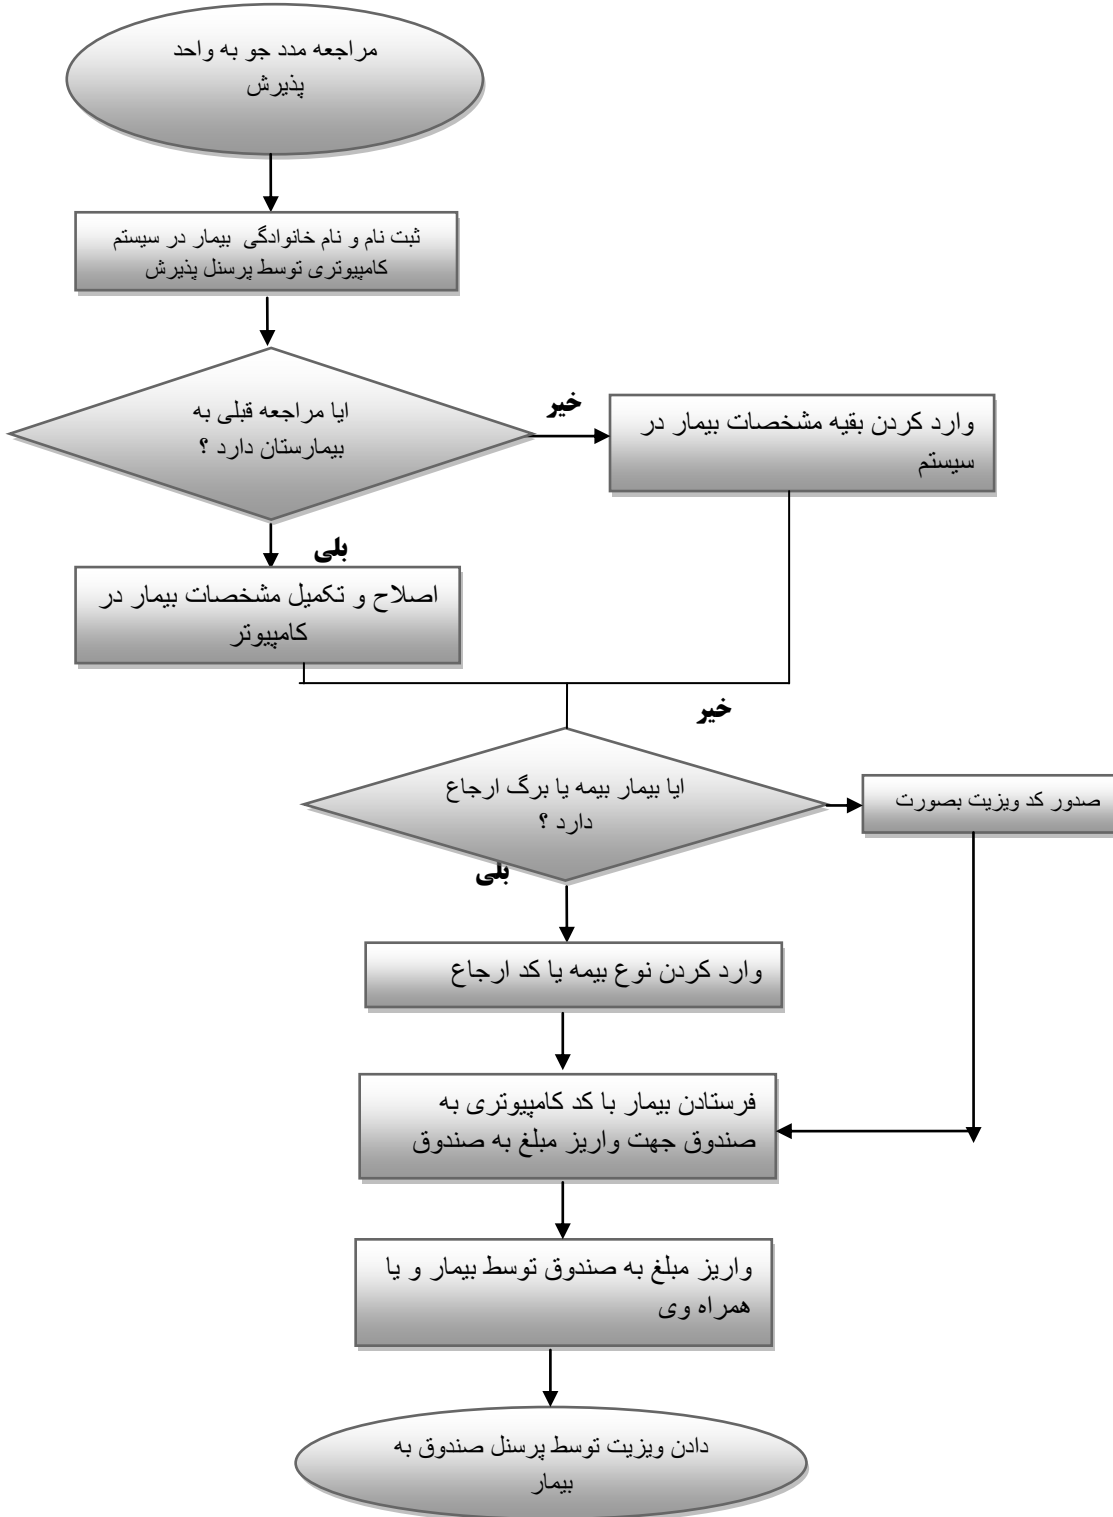 مراجعه مدد جو به واحد
پذیرش
ثبت نام و نام خانوادگی بیمار در سیستم
کامپیوتری توسط پرسنل پذیرش
ایا مراجعه قبلی به
بیمارستان دارد ؟
خیر
وارد کردن بقیه مشخصات بیمار در
سیستم
بلی
اصلاح و تکمیل مشخصات بیمار در
کامپیوتر
خیر
ایا بیمار بیمه یا برگ ارجاع
دارد ؟
صدور کد ویزیت بصورت
بلی
وارد کردن نوع بیمه یا کد ارجاع
فرستادن بیمار با کد کامپیوتری به
صندوق جهت واریز مبلغ به صندوق
واریز مبلغ به صندوق توسط بیمار و یا
همراه وی
دادن ویزیت توسط پرسنل صندوق به
بیمار